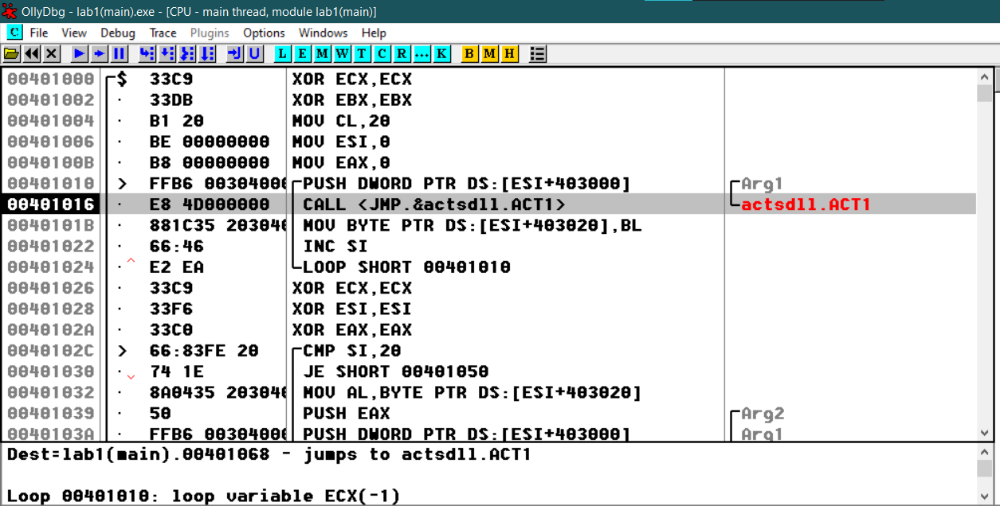 OllyDbg - lab1(main).exe - [CPU - main thread, module lab1(main)]
C File View Debug Trace Plugins Options Windows Help
U L E M W T C R ... K B M H
00401000 $ 33C9 XOR ECX,ECX
00401002 · 33DB XOR EBX,EBX
00401004 · B1 20 MOV CL,20
00401006 · BE 00000000 MOV ESI,0
0040100B · B8 00000000 MOV EAX,0
00401010 > FFB6 00304000 PUSH DWORD PTR DS:[ESI+403000] Arg1
00401016 · E8 4D000000 CALL <JMP.&actsdll.ACT1> actsdll.ACT1
0040101B · 881C35 203040 MOV BYTE PTR DS:[ESI+403020],BL
00401022 · 66:46 INC SI
00401024 ·^ E2 EA LOOP SHORT 00401010
00401026 · 33C9 XOR ECX,ECX
00401028 · 33F6 XOR ESI,ESI
0040102A · 33C0 XOR EAX,EAX
0040102C > 66:83FE 20 CMP SI,20
00401030 ·v 74 1E JE SHORT 00401050
00401032 · 8A0435 203040 MOV AL,BYTE PTR DS:[ESI+403020]
00401039 · 50 PUSH EAX Arg2
0040103A · FFB6 00304000 PUSH DWORD PTR DS:[ESI+403000] Arg1
Dest=lab1(main).00401068 - jumps to actsdll.ACT1
Loop 00401010: loop variable ECX(-1)